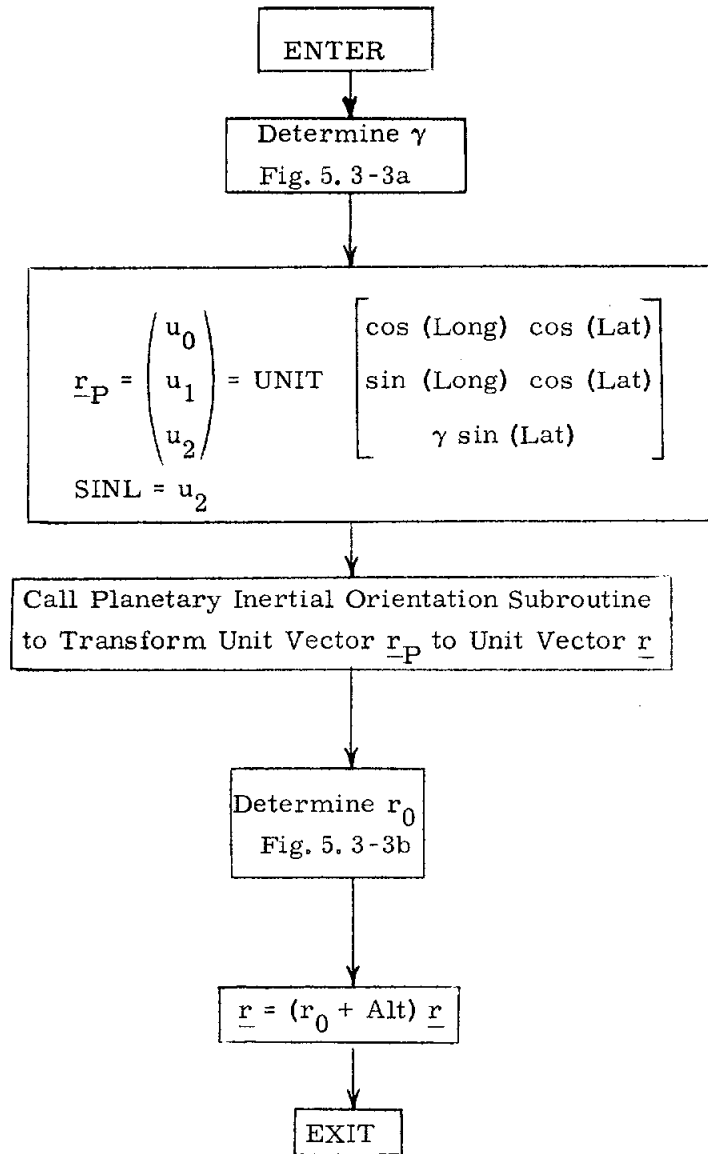 ENTER
Determine γ
Fig. 5. 3-3a
r_P = (u_0 u_1 u_2) = UNIT [cos (Long) cos (Lat)
sin (Long) cos (Lat)
γ sin (Lat)]
SINL = u_2
Call Planetary Inertial Orientation Subroutine
to Transform Unit Vector r_P to Unit Vector r
Determine r_0
Fig. 5. 3-3b
r = (r_0 + Alt) r
EXIT